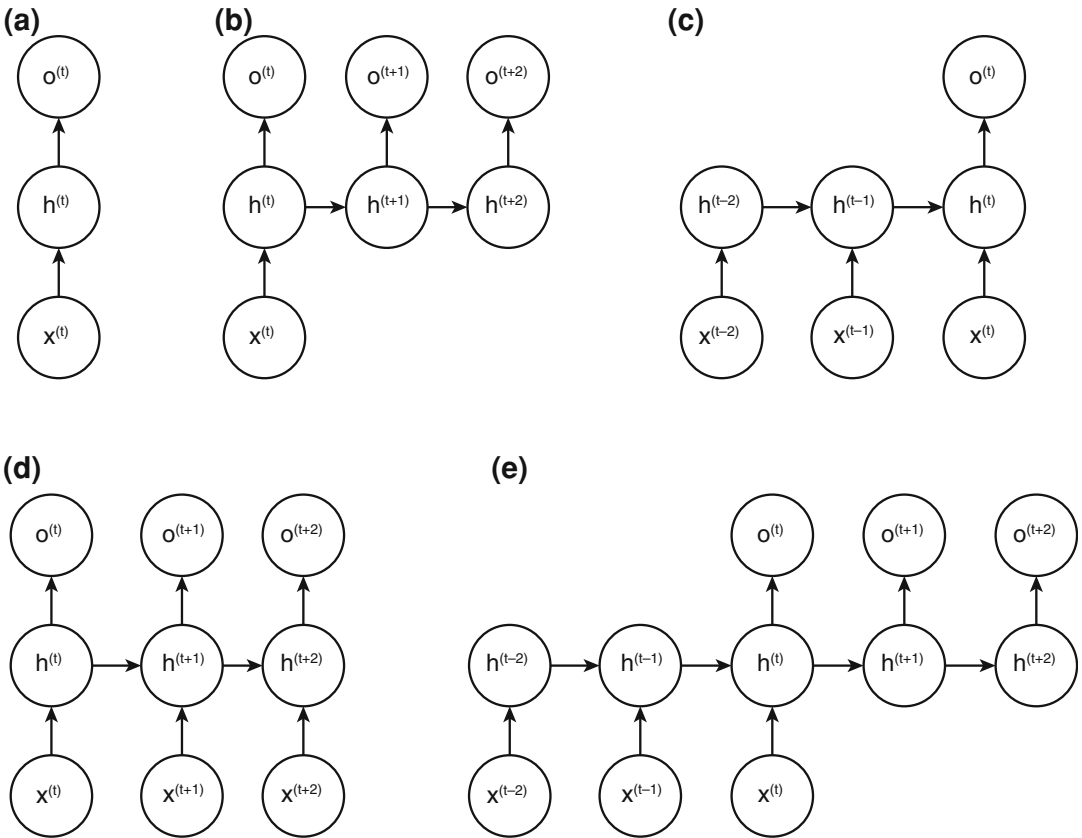 (a) (b) (c)
o(t) o(t) o(t+1) o(t+2) o(t)
h(t) h(t) h(t+1) h(t+2) h(t–2) h(t–1) h(t)
x(t) x(t) x(t–2) x(t–1) x(t)
(d) (e)
o(t) o(t+1) o(t+2) o(t) o(t+1) o(t+2)
h(t) h(t+1) h(t+2) h(t–2) h(t–1) h(t) h(t+1) h(t+2)
x(t) x(t+1) x(t+2) x(t–2) x(t–1) x(t)